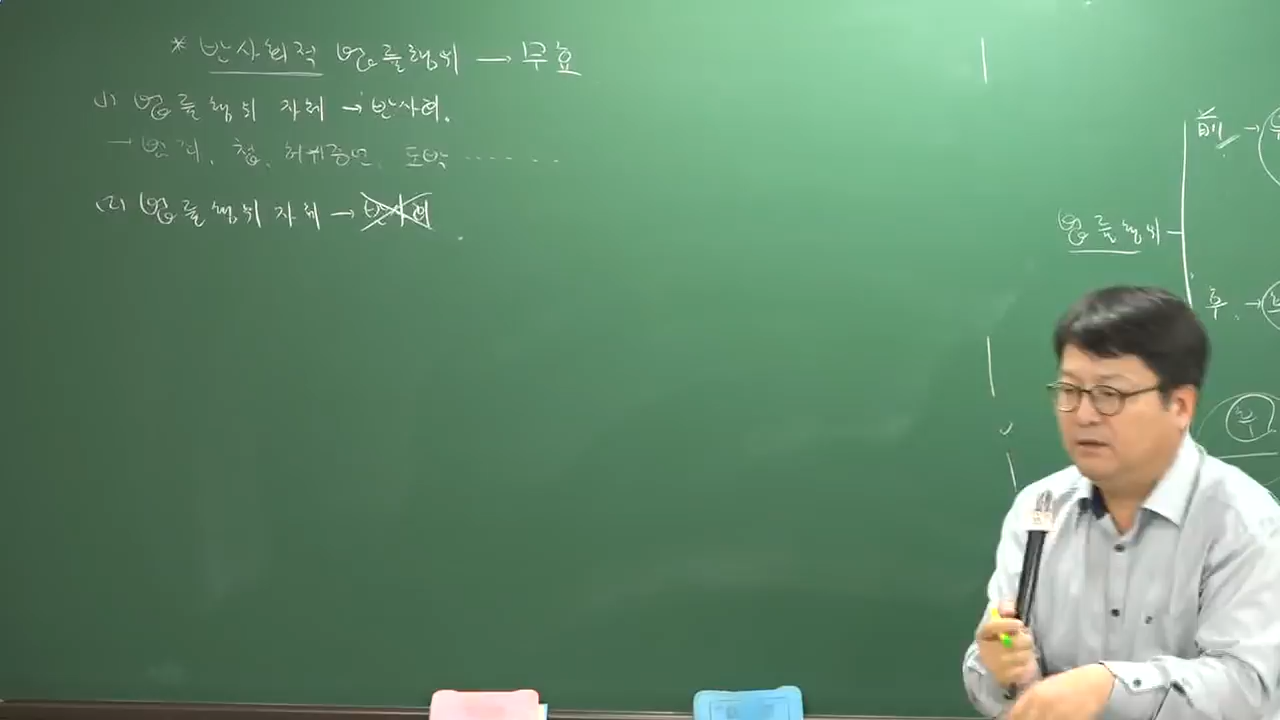 * 반사회적 법률행위 → 무효
(1) 법률행위 자체 → 반사회.
→ 범죄, 첩, 허위증언, 도박 ........
(2) 법률행위 자체 → 반사회
법률행위
前 →
후. →